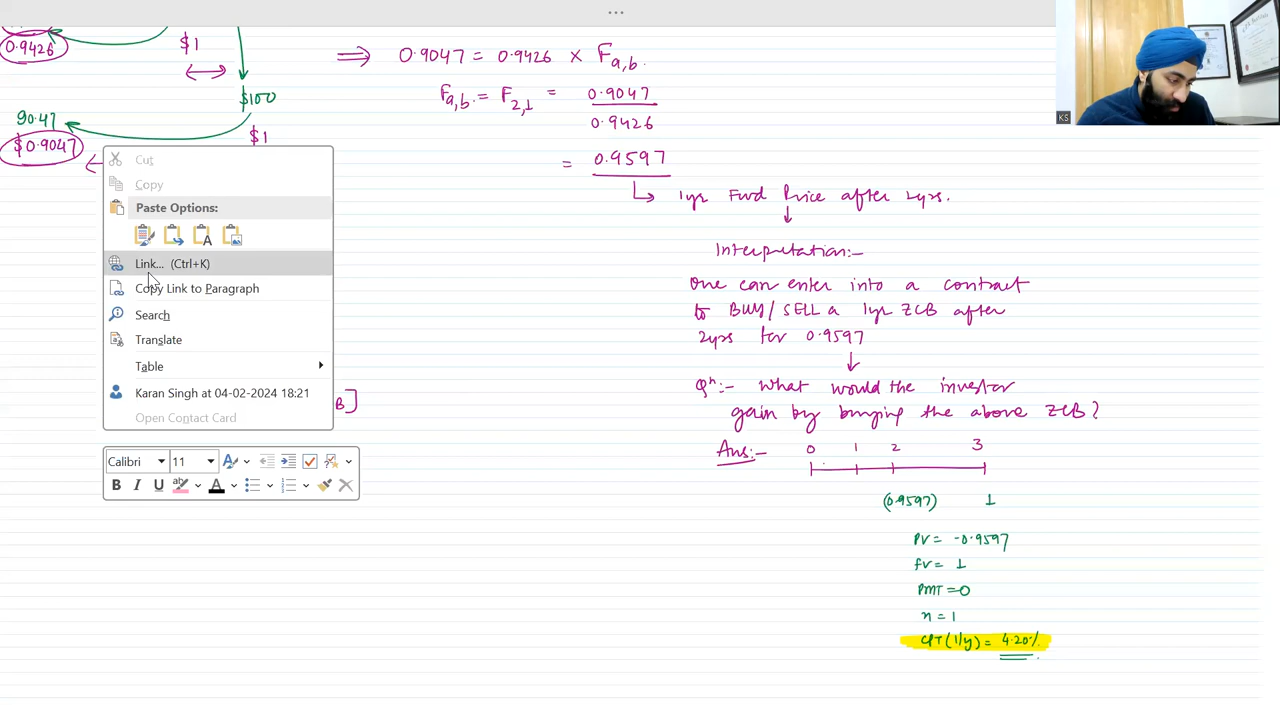 0.9426
$1
$100
90.47
$0.9047
$1
⟹ 0.9047 = 0.9426 × Fa,b.
Fa,b. = F2,1 = 0.9047
0.9426
= 0.9597
↳ 1yr Fwd Price after 2yrs.
Interpretation:-
One can enter into a contract
to BUY/SELL a 1yr ZCB after
2yrs for 0.9597
Qn:- What would the investor
gain by buying the above ZCB?
Ans:- 0 1 2 3
(0.9597) 1
PV = -0.9597
FV = 1
PMT = 0
n = 1
CPT (I/y) = 4.20%
B]
Cut
Copy
Paste Options:
Link... (Ctrl+K)
Copy Link to Paragraph
Search
Translate
Table
Karan Singh at 04-02-2024 18:21
Open Contact Card
Calibri 11
B I U ab A
KS